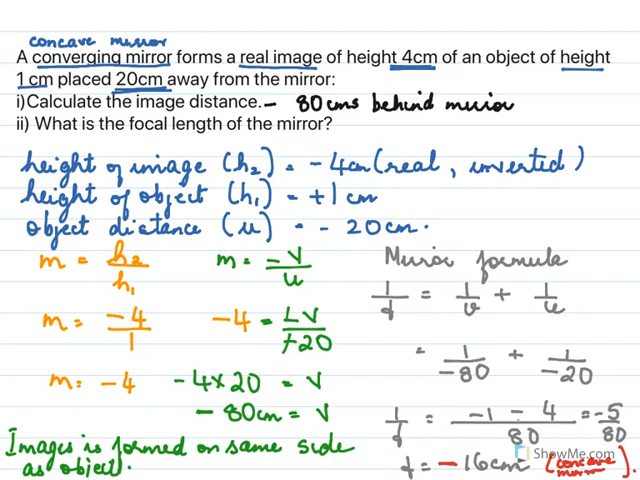 concave mirror
A converging mirror forms a real image of height 4cm of an object of height
1 cm placed 20cm away from the mirror:
i)Calculate the image distance. - 80cms behind mirror
ii) What is the focal length of the mirror?
height of image (h₂) = - 4cm (real, inverted)
height of object (h₁) = +1 cm
object distance (u) = - 20cm.
m = h₂/h₁
m = -4/1
m = -4
m = -v/u
-4 = -v/-20
-4 × 20 = v
- 80cm = v
Images is formed on same side
as object.
Mirror formula
1/f = 1/v + 1/u
= 1/-80 + 1/-20
1/f = -1 - 4/80 = -5/80
f = - 16cm (concave mirror).
ShowMe.com